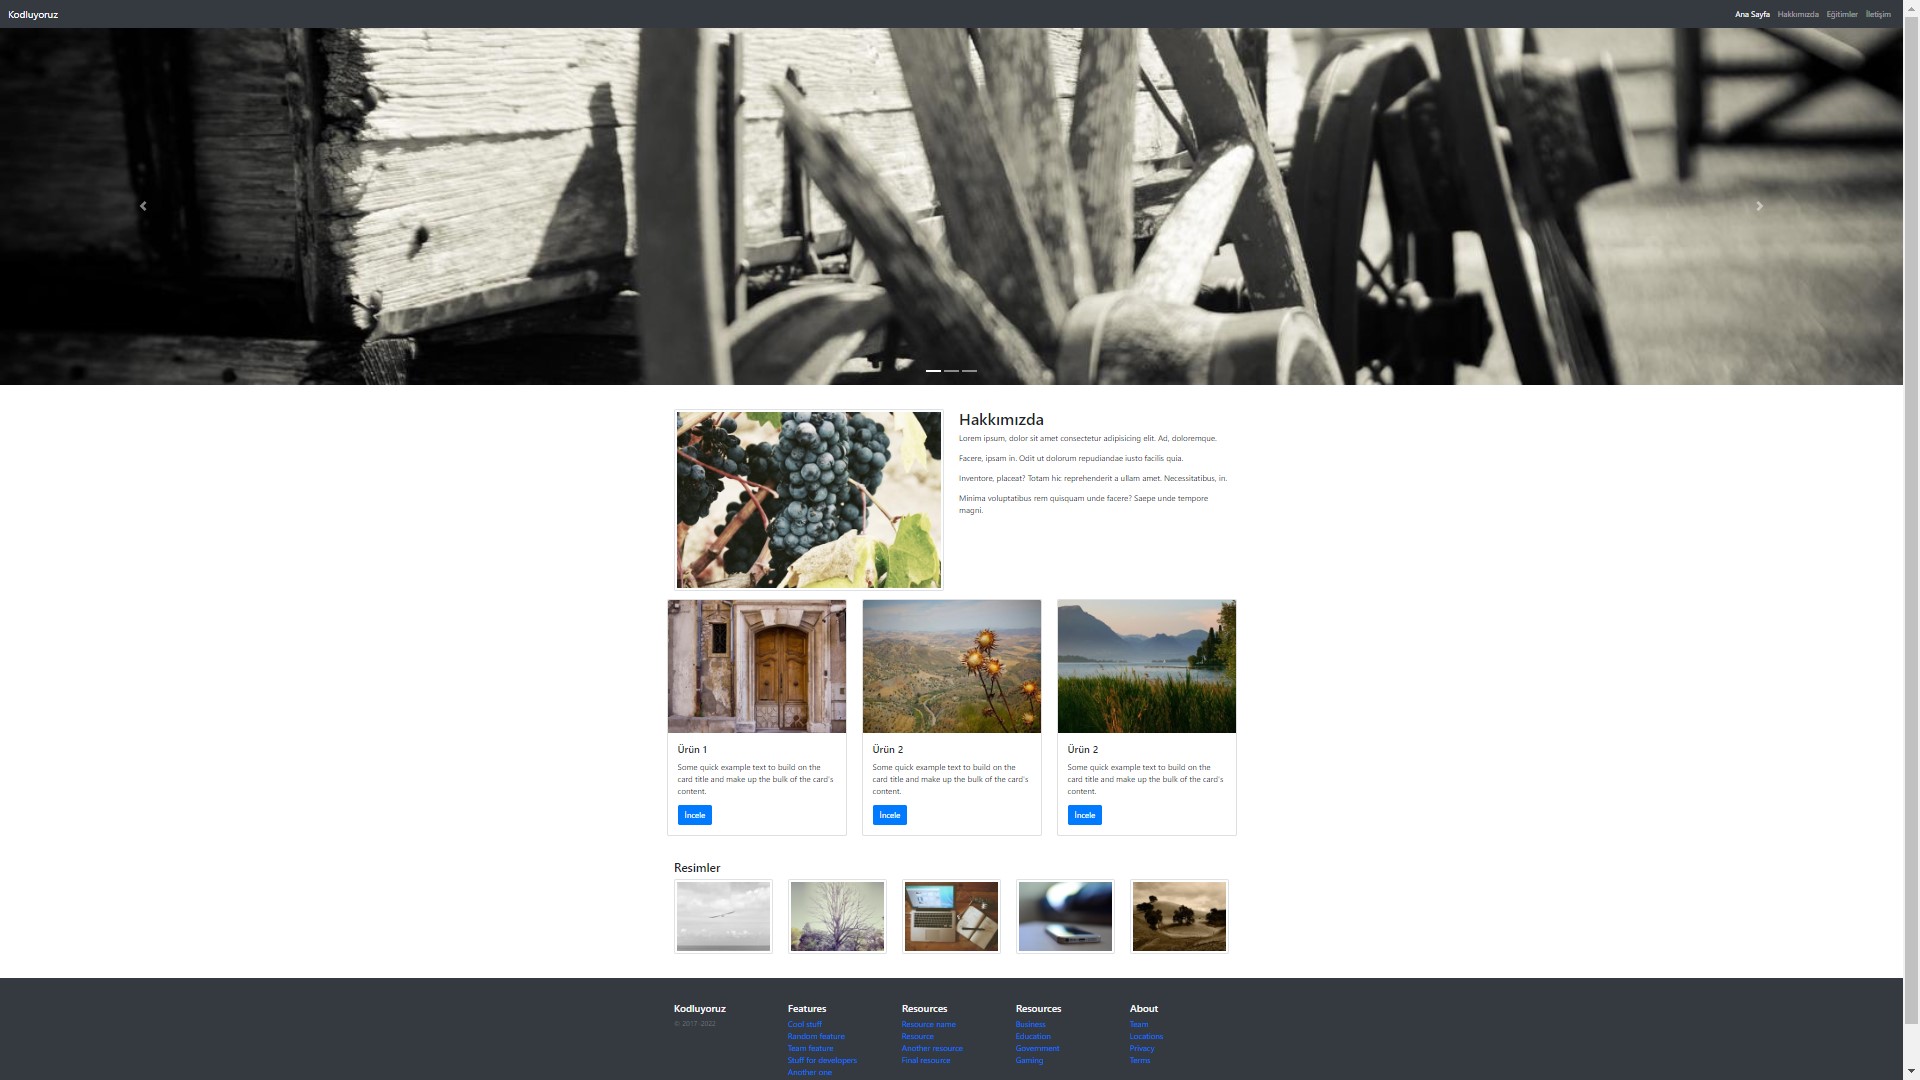 Kodluyoruz
Ana Sayfa Hakkımızda Eğitimler İletişim
Hakkımızda
Lorem ipsum, dolor sit amet consectetur adipisicing elit. Ad, doloremque.
Facere, ipsam in. Odit ut dolorum repudiandae iusto facilis quia.
Inventore, placeat? Totam hic reprehenderit a ullam amet. Necessitatibus, in.
Minima voluptatibus rem quisquam unde facere? Saepe unde tempore
magni.
Ürün 1
Some quick example text to build on the
card title and make up the bulk of the card's
content.
İncele
Ürün 2
Some quick example text to build on the
card title and make up the bulk of the card's
content.
İncele
Ürün 2
Some quick example text to build on the
card title and make up the bulk of the card's
content.
İncele
Resimler
Kodluyoruz
© 2017-2022
Features
Cool stuff
Random feature
Team feature
Stuff for developers
Another one
Resources
Resource name
Resource
Another resource
Final resource
Resources
Business
Education
Government
Gaming
About
Team
Locations
Privacy
Terms